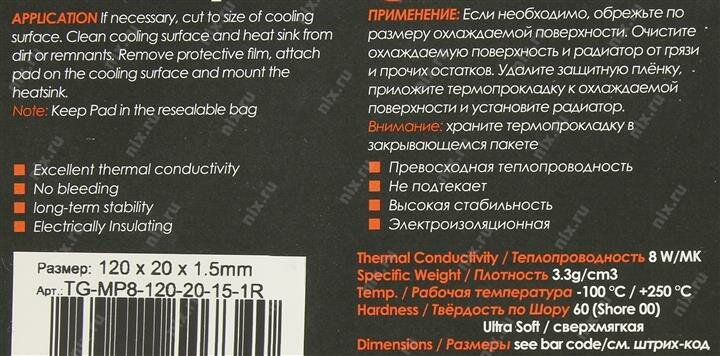 APPLICATION If necessary, cut to size of cooling
surface. Clean cooling surface and heat sink from
dirt or remnants. Remove protective film, attach
pad on the cooling surface and mount the
heatsink.
Note: Keep Pad in the resealable bag
Excellent thermal conductivity
No bleeding
long-term stability
Electrically Insulating
Размер: 120 x 20 x 1.5mm
Арт.: TG-MP8-120-20-15-1R
ПРИМЕНЕНИЕ: Если необходимо, обрежьте по
размеру охлаждаемой поверхности. Очистите
охлаждаемую поверхность и радиатор от грязи
и прочих остатков. Удалите защитную плёнку,
приложите термопрокладку к охлаждаемой
поверхности и установите радиатор.
Внимание: храните термопрокладку в
закрывающемся пакете
Превосходная теплопроводность
Не подтекает
Высокая стабильность
Электроизоляционная
Thermal Conductivity / Теплопроводность 8 W/MK
Specific Weight / Плотность 3.3g/cm3
Temp. / Рабочая температура -100 °C / +250 °C
Hardness / Твёрдость по Шору 60 (Shore 00)
Ultra Soft / сверхмягкая
Dimensions / Размеры see bar code/см. штрих-код
nix.ru